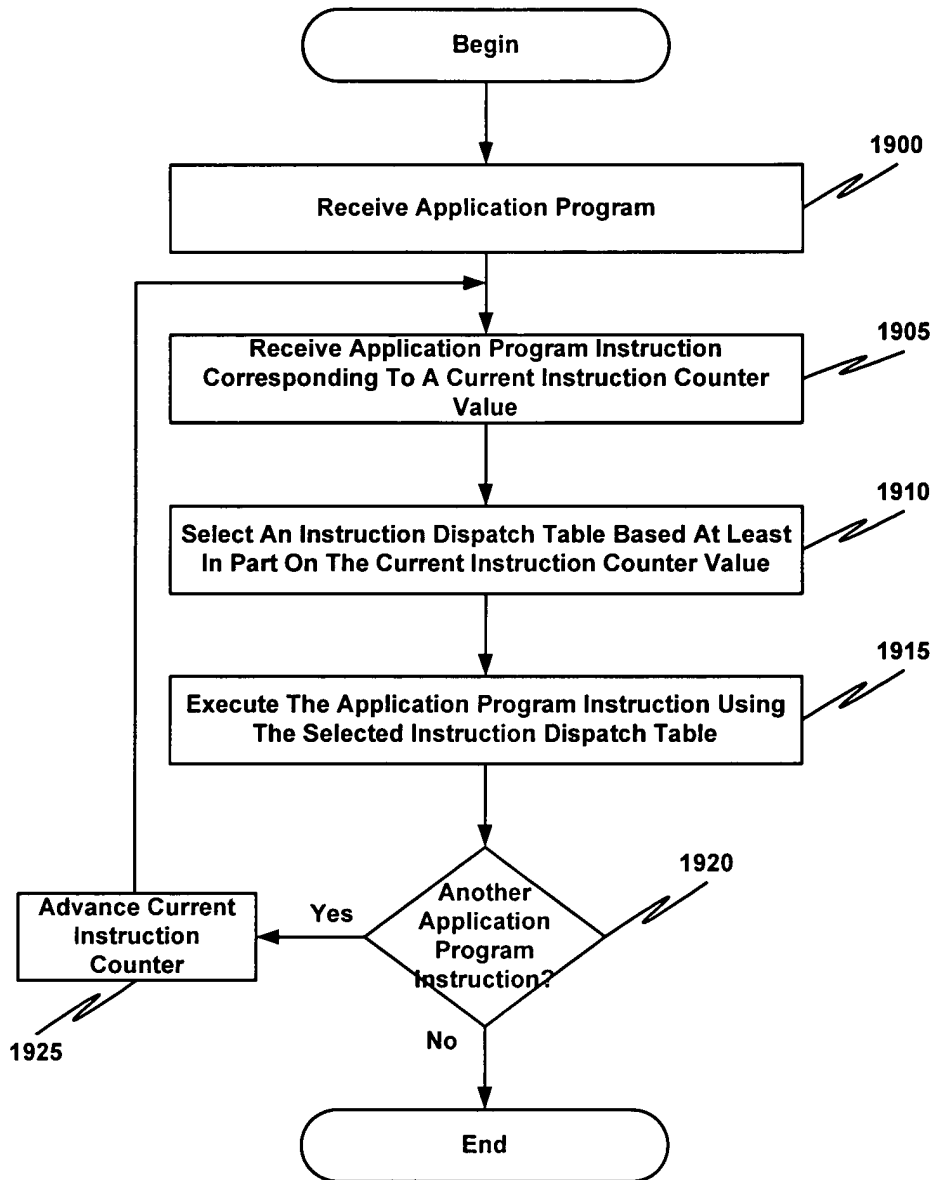 Begin
1900
Receive Application Program
1905
Receive Application Program Instruction
Corresponding To A Current Instruction Counter
Value
1910
Select An Instruction Dispatch Table Based At Least
In Part On The Current Instruction Counter Value
1915
Execute The Application Program Instruction Using
The Selected Instruction Dispatch Table
1920
Another
Application
Program
Instruction?
Yes
Advance Current
Instruction
Counter
1925
No
End